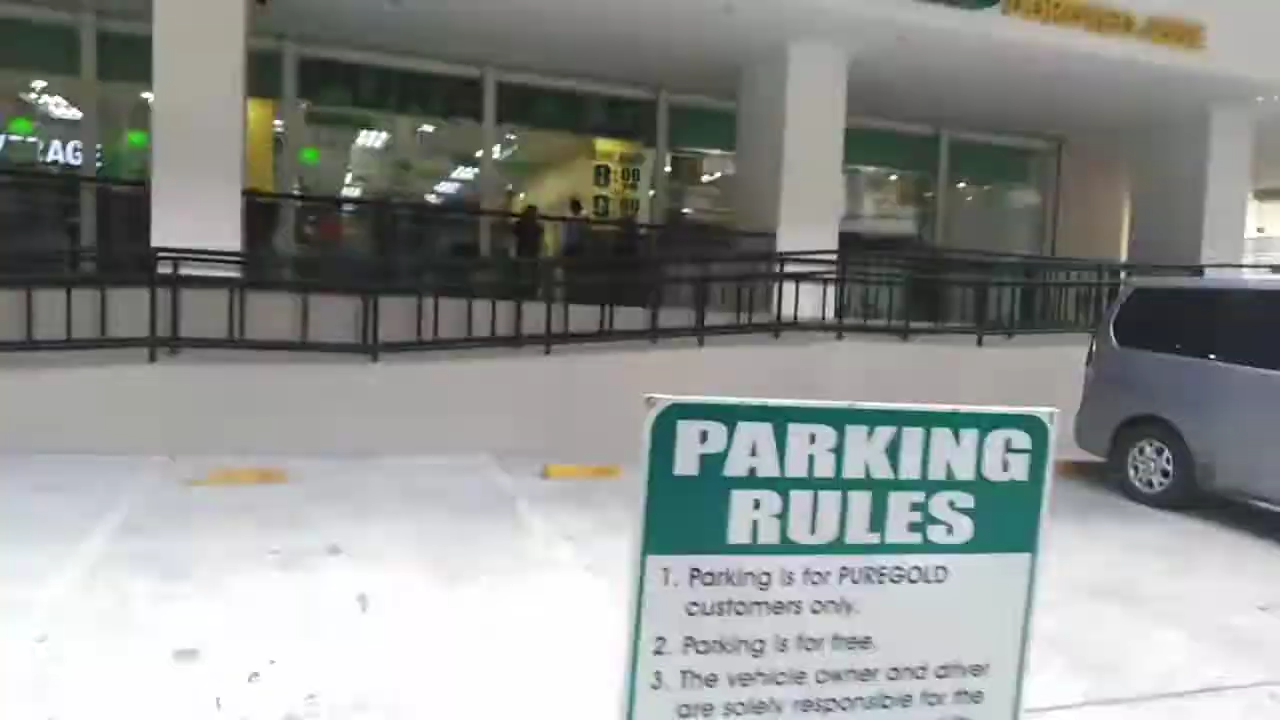 PARKING
RULES
1. Parking is for PUREGOLD
customers only.
2. Parking is for free.
3. The vehicle owner and driver
are solely responsible for the